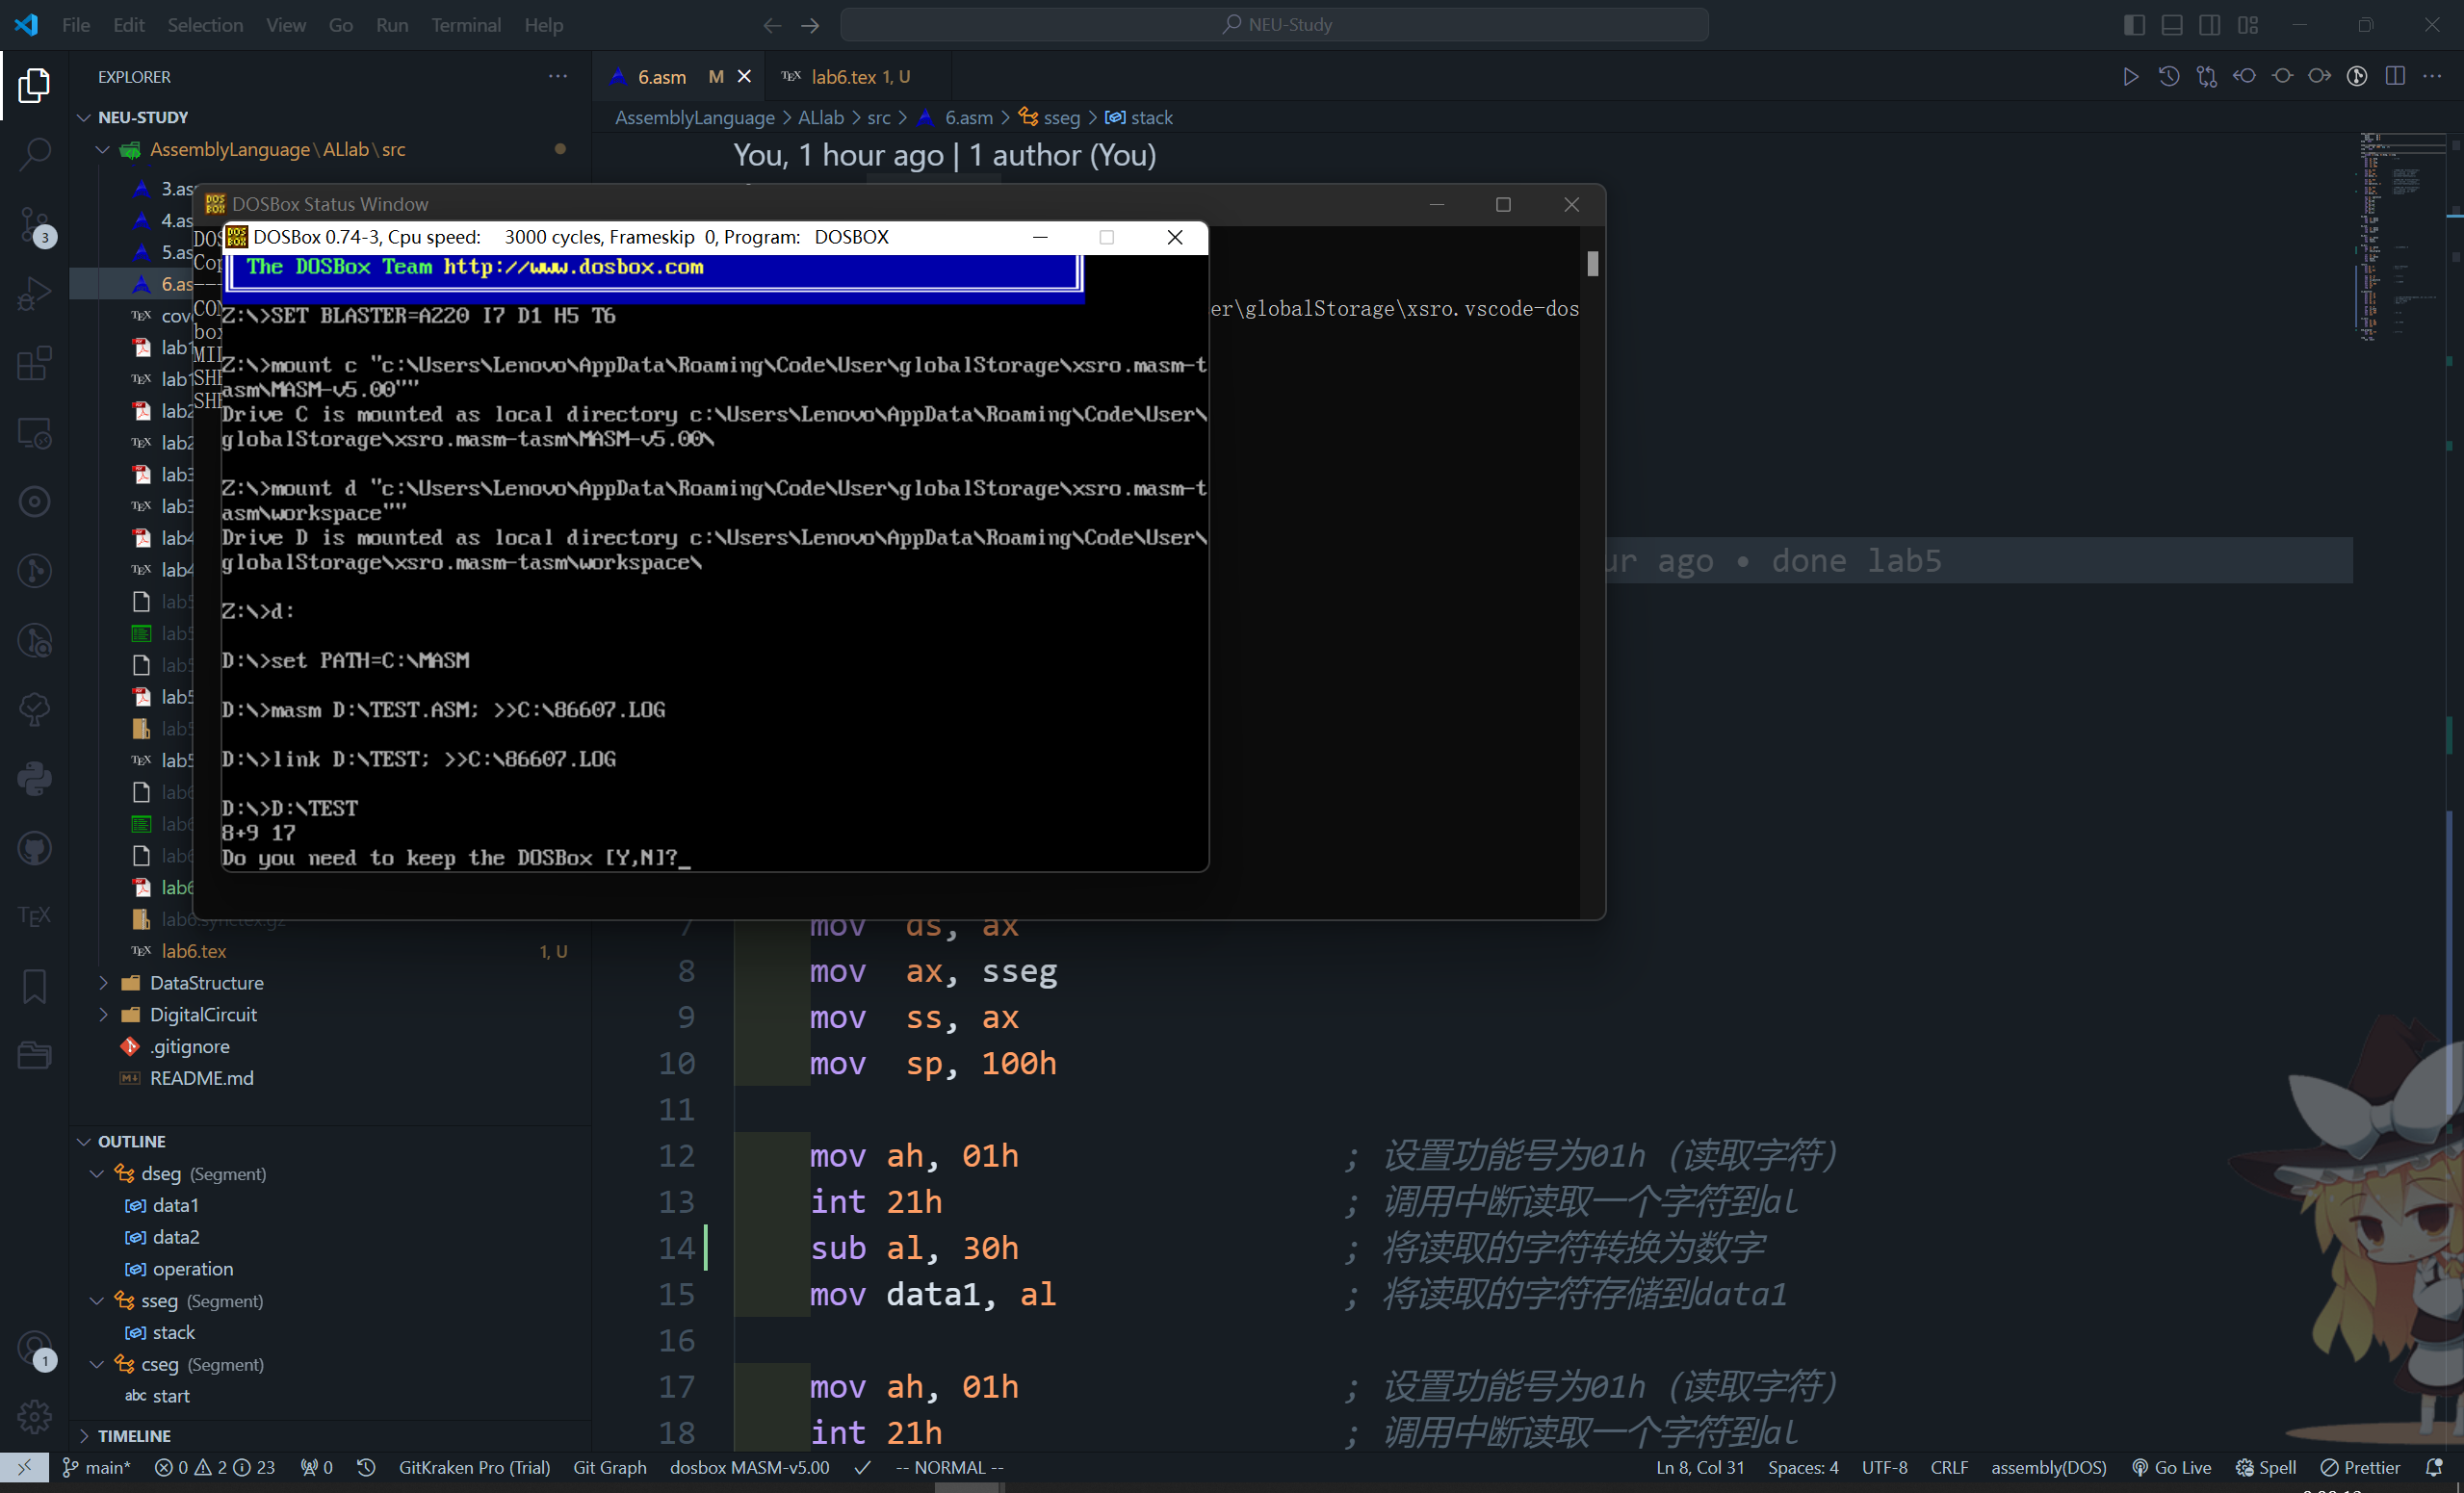 File Edit Selection View Go Run Terminal Help
NEU-Study
EXPLORER
NEU-STUDY
AssemblyLanguage\ALlab\src
6.asm M
lab6.tex 1, U
AssemblyLanguage > ALlab > src > 6.asm > sseg > stack
You, 1 hour ago | 1 author (You)
DOSBox Status Window
er\globalStorage\xsro.vscode-dos
DOSBox 0.74-3, Cpu speed: 3000 cycles, Frameskip 0, Program: DOSBOX
The DOSBox Team http://www.dosbox.com
Z:\>SET BLASTER=A220 I7 D1 H5 T6
Z:\>mount c "c:\Users\Lenovo\AppData\Roaming\Code\User\globalStorage\xsro.masm-t
asm\MASM-v5.00""
Drive C is mounted as local directory c:\Users\Lenovo\AppData\Roaming\Code\User\
globalStorage\xsro.masm-tasm\MASM-v5.00\
Z:\>mount d "c:\Users\Lenovo\AppData\Roaming\Code\User\globalStorage\xsro.masm-t
asm\workspace""
Drive D is mounted as local directory c:\Users\Lenovo\AppData\Roaming\Code\User\
globalStorage\xsro.masm-tasm\workspace\
Z:\>d:
D:\>set PATH=C:\MASM
D:\>masm D:\TEST.ASM; >>C:\86607.LOG
D:\>link D:\TEST; >>C:\86607.LOG
D:\>D:\TEST
8+9 17
Do you need to keep the DOSBox [Y,N]?_
ur ago • done lab5
3.as
4.as
5.as
6.as
cov
lab1
lab1
lab2
lab2
lab3
lab3
lab4
lab4
lab5
lab5
lab5
lab5
lab5
lab5
lab6
lab6
lab6
lab6
lab6.synctex.gz
lab6.tex 1, U
DataStructure
DigitalCircuit
.gitignore
README.md
OUTLINE
dseg (Segment)
data1
data2
operation
sseg (Segment)
stack
cseg (Segment)
start
TIMELINE
7 mov ds, ax
8 mov ax, sseg
9 mov ss, ax
10 mov sp, 100h
11
12 mov ah, 01h ; 设置功能号为01h (读取字符)
13 int 21h ; 调用中断读取一个字符到al
14 sub al, 30h ; 将读取的字符转换为数字
15 mov data1, al ; 将读取的字符存储到data1
16
17 mov ah, 01h ; 设置功能号为01h (读取字符)
18 int 21h ; 调用中断读取一个字符到al
main* 0 2 23 0 GitKraken Pro (Trial) Git Graph dosbox MASM-v5.00 -- NORMAL --
Ln 8, Col 31 Spaces: 4 UTF-8 CRLF assembly(DOS) Go Live Spell Prettier